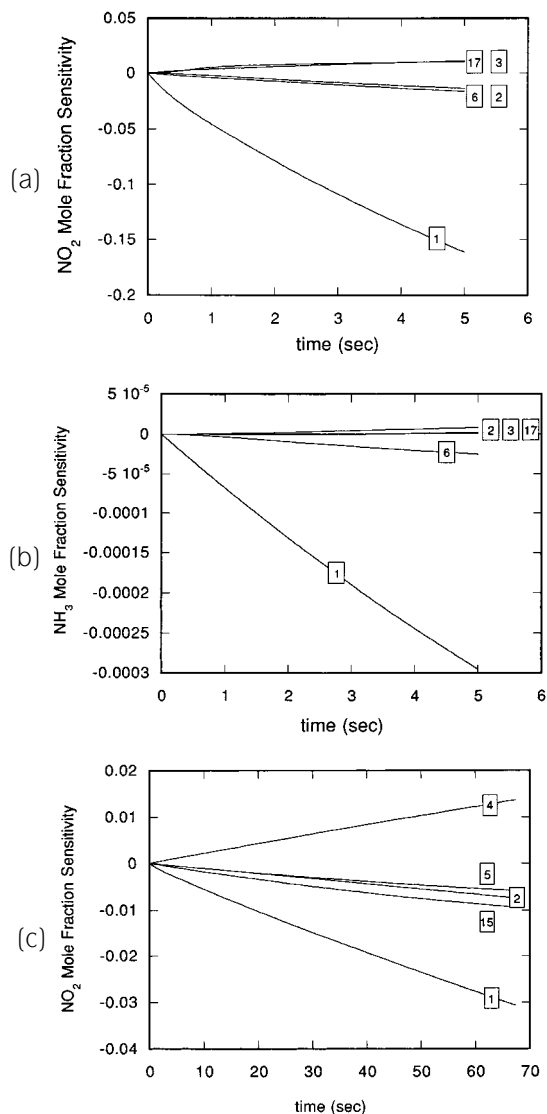 (a)
NO₂ Mole Fraction Sensitivity
0.05
0
-0.05
-0.1
-0.15
-0.2
17 3
6 2
1
0 1 2 3 4 5 6
time (sec)
(b)
NH₃ Mole Fraction Sensitivity
5 10⁻⁵
0
-5 10⁻⁵
-0.0001
-0.00015
-0.0002
-0.00025
-0.0003
2 3 17
6
1
0 1 2 3 4 5 6
time (sec)
(c)
NO₂ Mole Fraction Sensitivity
0.02
0.01
0
-0.01
-0.02
-0.03
-0.04
4
5
2
15
1
0 10 20 30 40 50 60 70
time (sec)